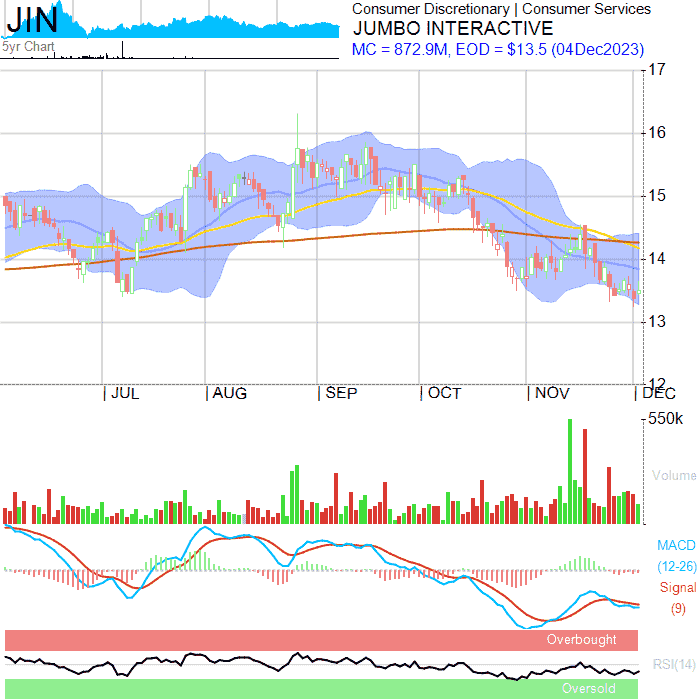 JIN
5yr Chart
Consumer Discretionary | Consumer Services
JUMBO INTERACTIVE
MC = 872.9M, EOD = $13.5 (04Dec2023)
17
16
15
14
13
12
JUL AUG SEP OCT NOV DEC
550k
Volume
MACD
(12-26)
Signal
(9)
Overbought
RSI(14)
Oversold